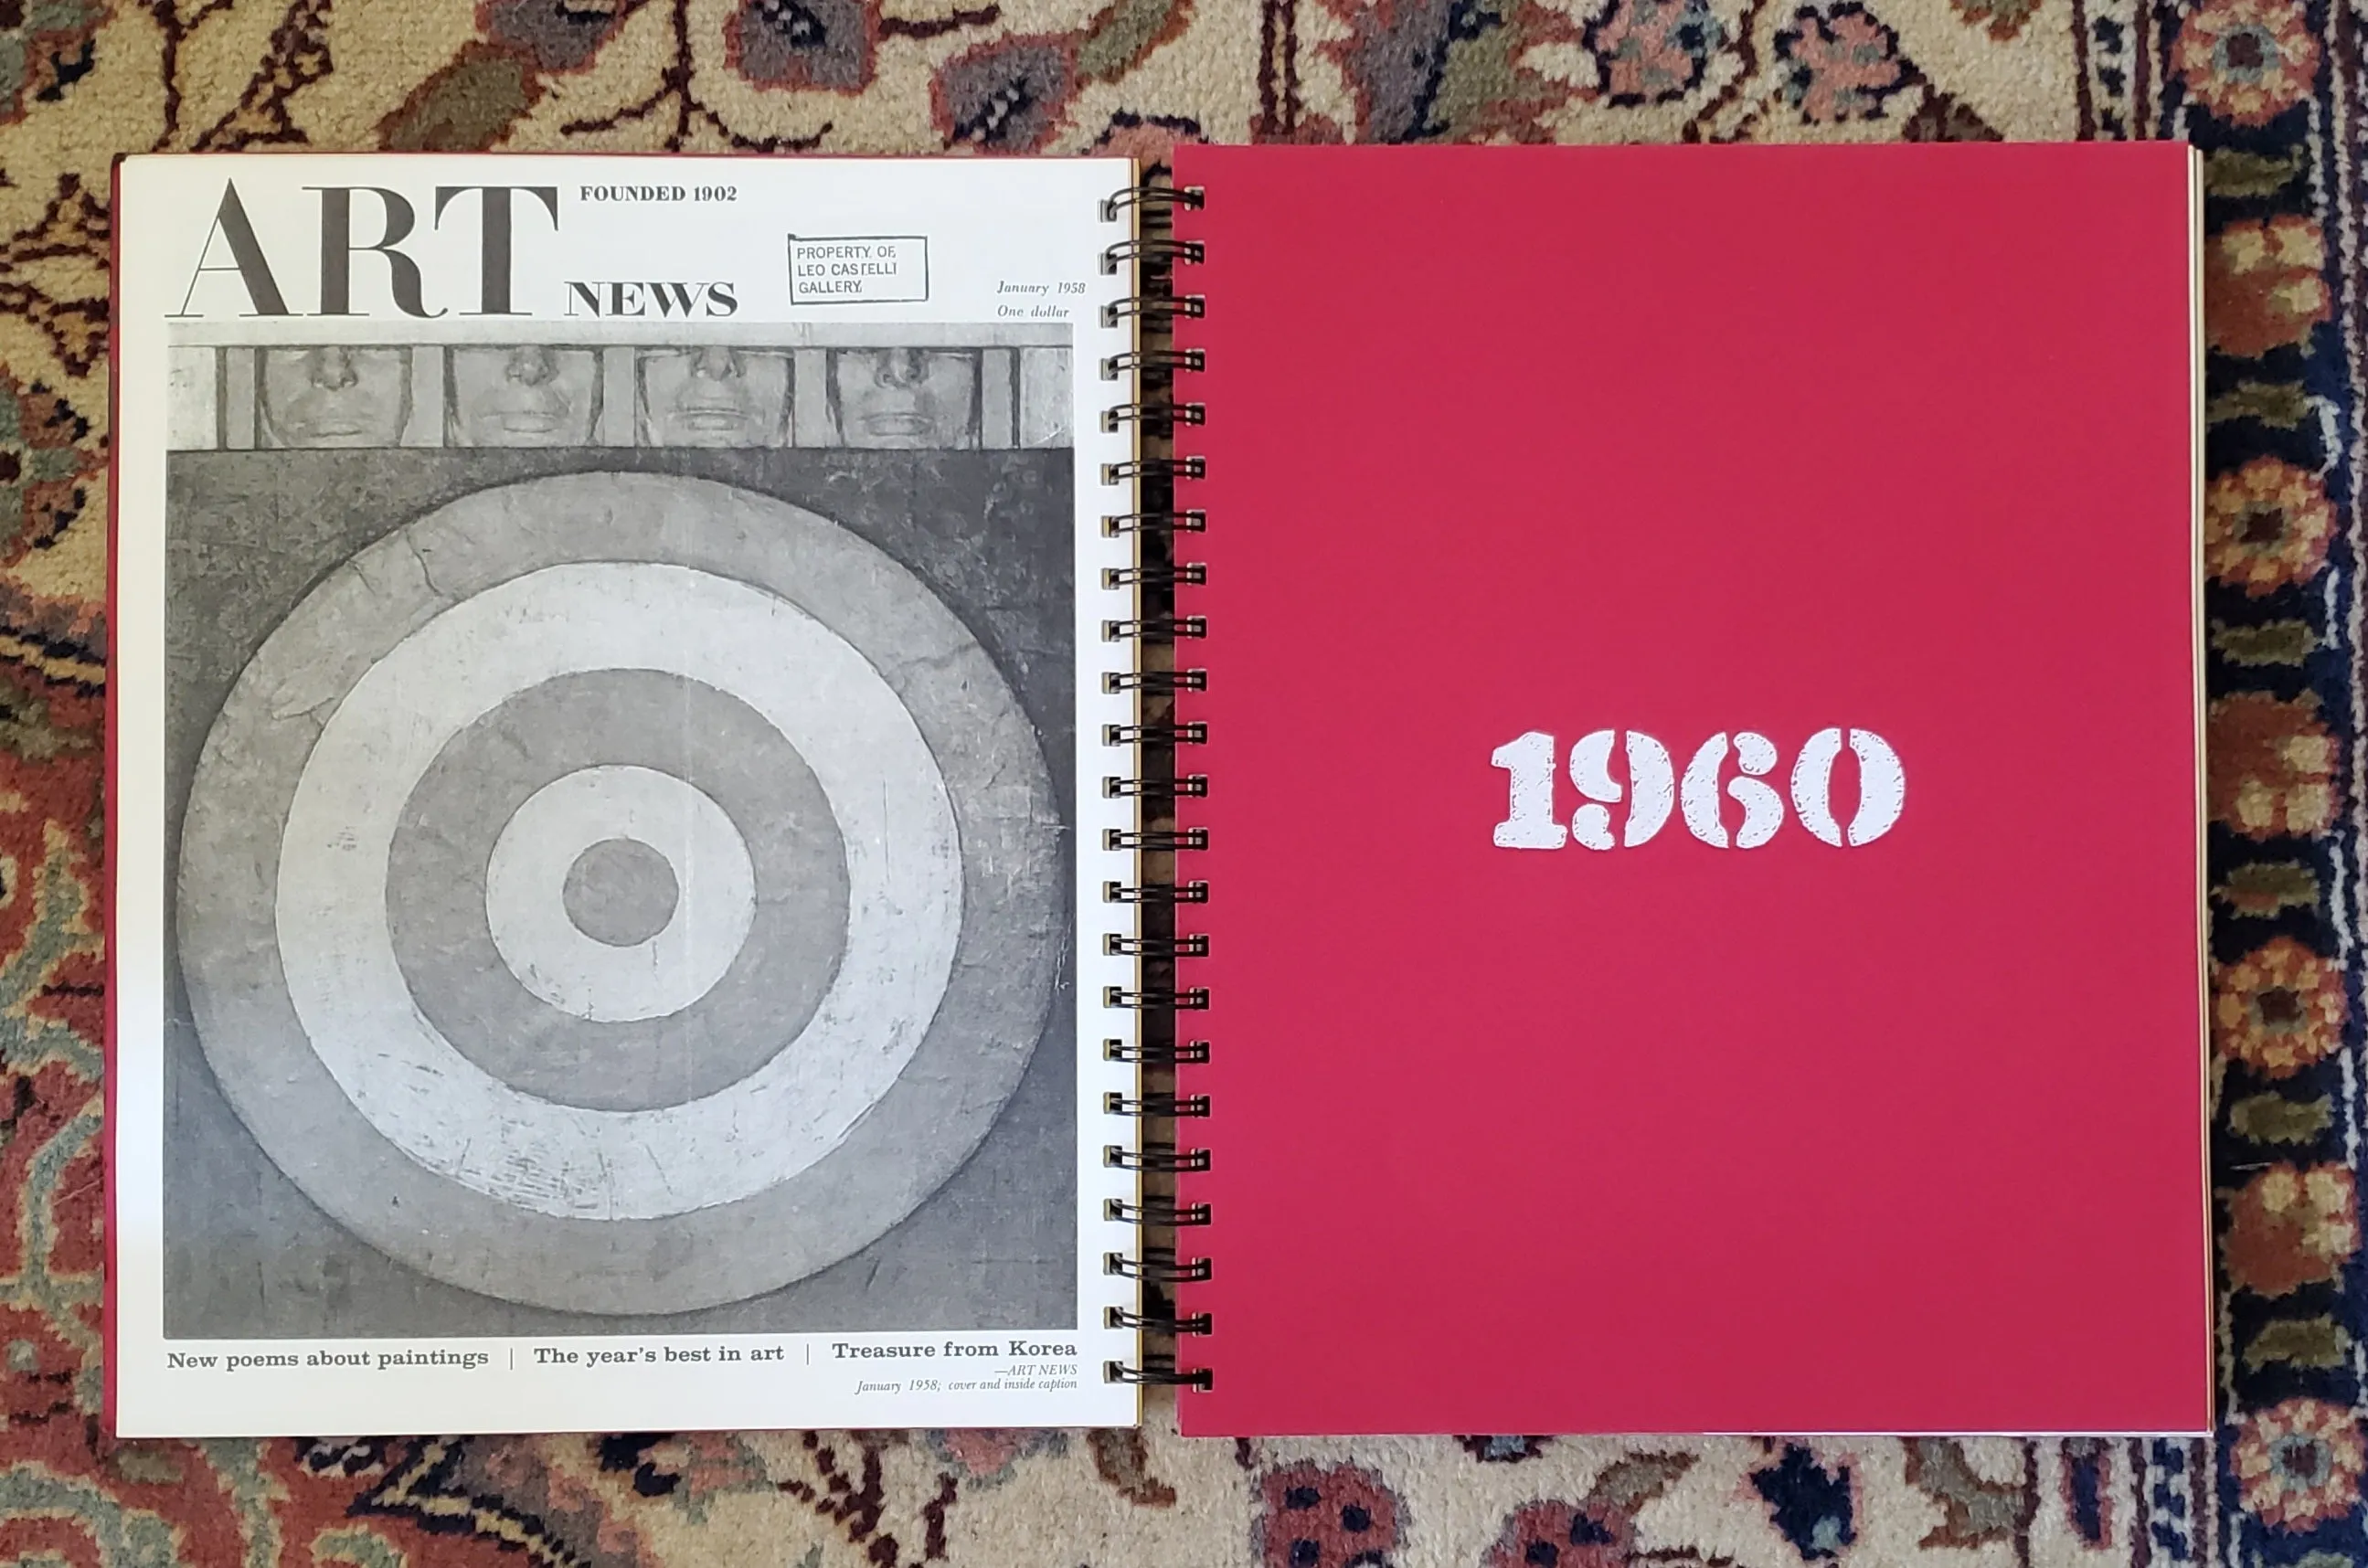 ART NEWS
FOUNDED 1902
PROPERTY OF
LEO CASTELLI
GALLERY
January 1958
One dollar
New poems about paintings | The year's best in art | Treasure from Korea
—ART NEWS
January 1958; cover and inside caption
1960